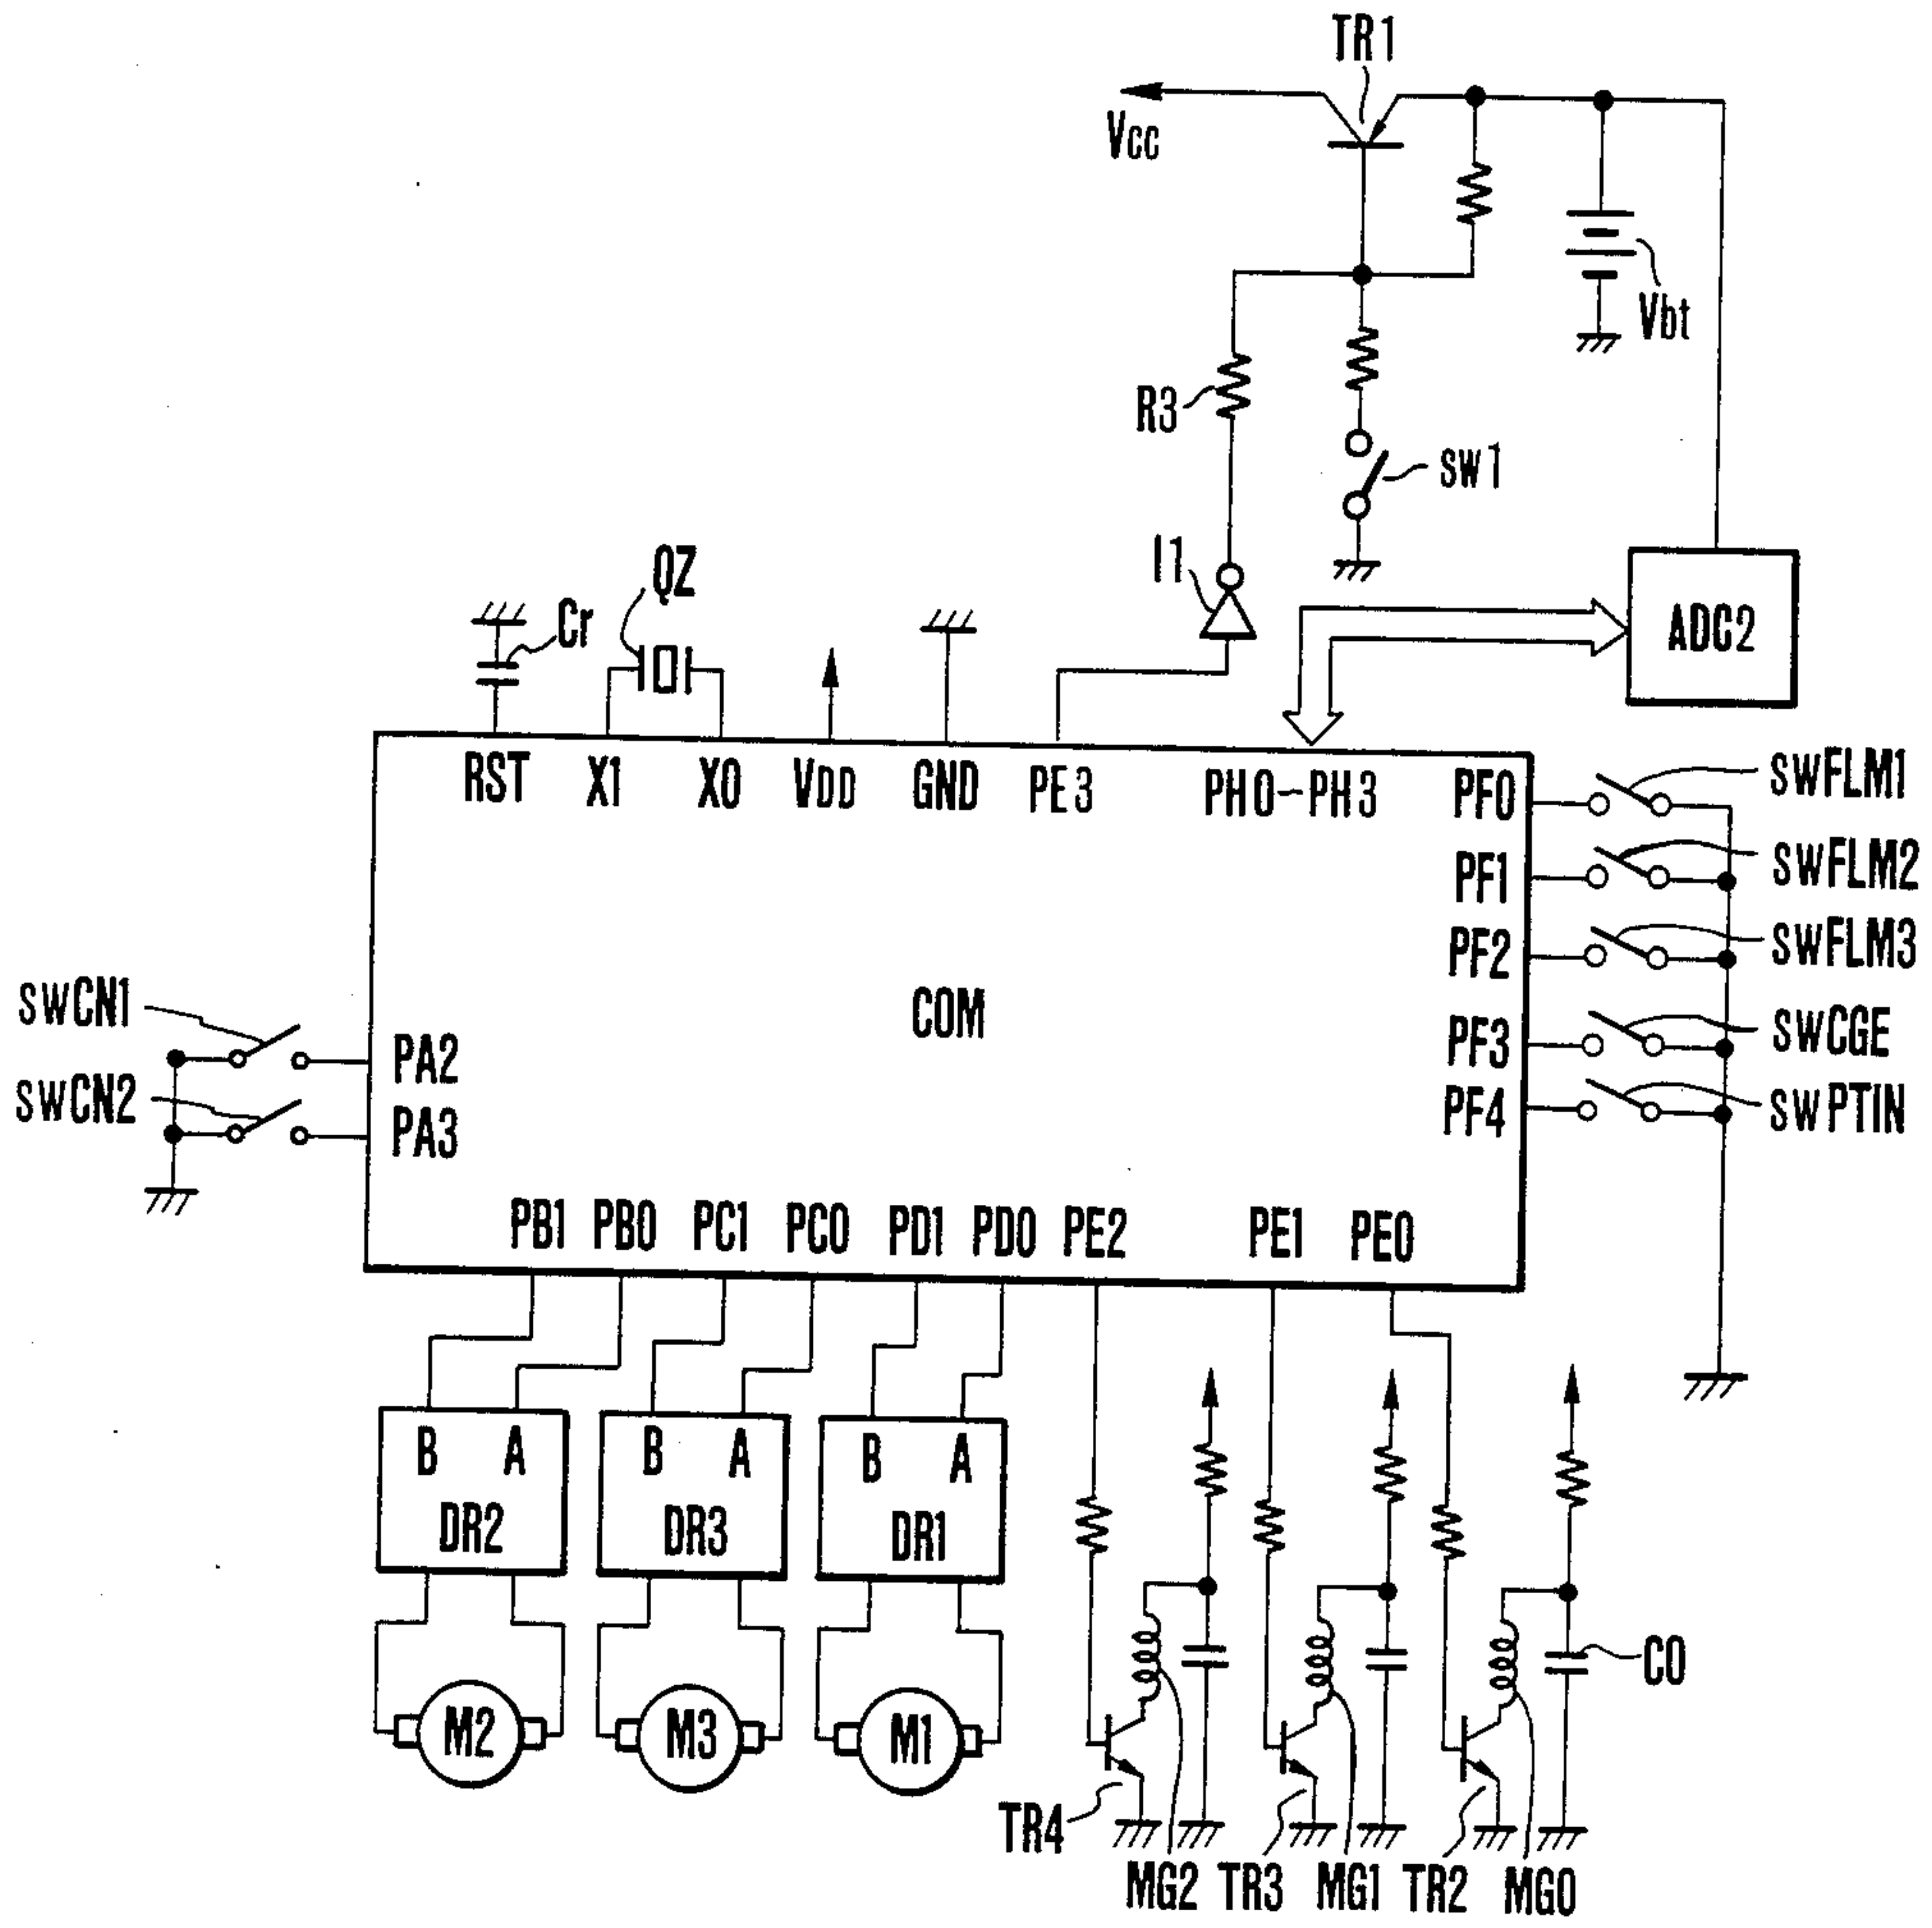 TR1
Vcc
Vbt
R3
sw1
I1
QZ
Cr
ADC2
RST X1 X0 VDD GND PE3 PH0-PH3 PF0
swFLM1
PF1
swFLM2
PF2
swFLM3
swCN1
COM
PF3
swCGE
PA2
swCN2
PF4
swPTIN
PA3
PB1 PB0 PC1 PC0 PD1 PD0 PE2 PE1 PE0
B A B A B A
DR2 DR3 DR1
C0
M2 M3 M1
TR4
MG2 TR3 MG1 TR2 MG0